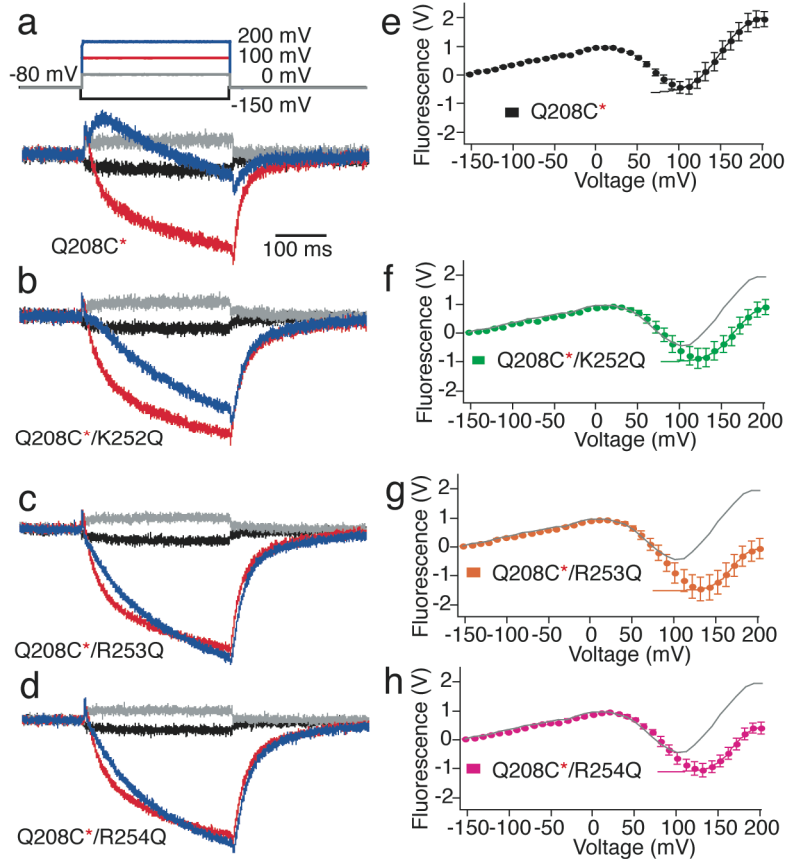 a
200 mV
100 mV
-80 mV
0 mV
-150 mV
Q208C*
100 ms
b
Q208C*/K252Q
c
Q208C*/R253Q
d
Q208C*/R254Q
e
Fluorescence (V)
2
1
0
-1
-2
Q208C*
-150-100-50 0 50 100 150 200
Voltage (mV)
f
Fluorescence (V)
2
1
0
-1
-2
Q208C*/K252Q
-150-100-50 0 50 100 150 200
Voltage (mV)
g
Fluorescence (V)
2
1
0
-1
-2
Q208C*/R253Q
-150-100-50 0 50 100 150 200
Voltage (mV)
h
Fluorescence (V)
2
1
0
-1
-2
Q208C*/R254Q
-150-100-50 0 50 100 150 200
Voltage (mV)